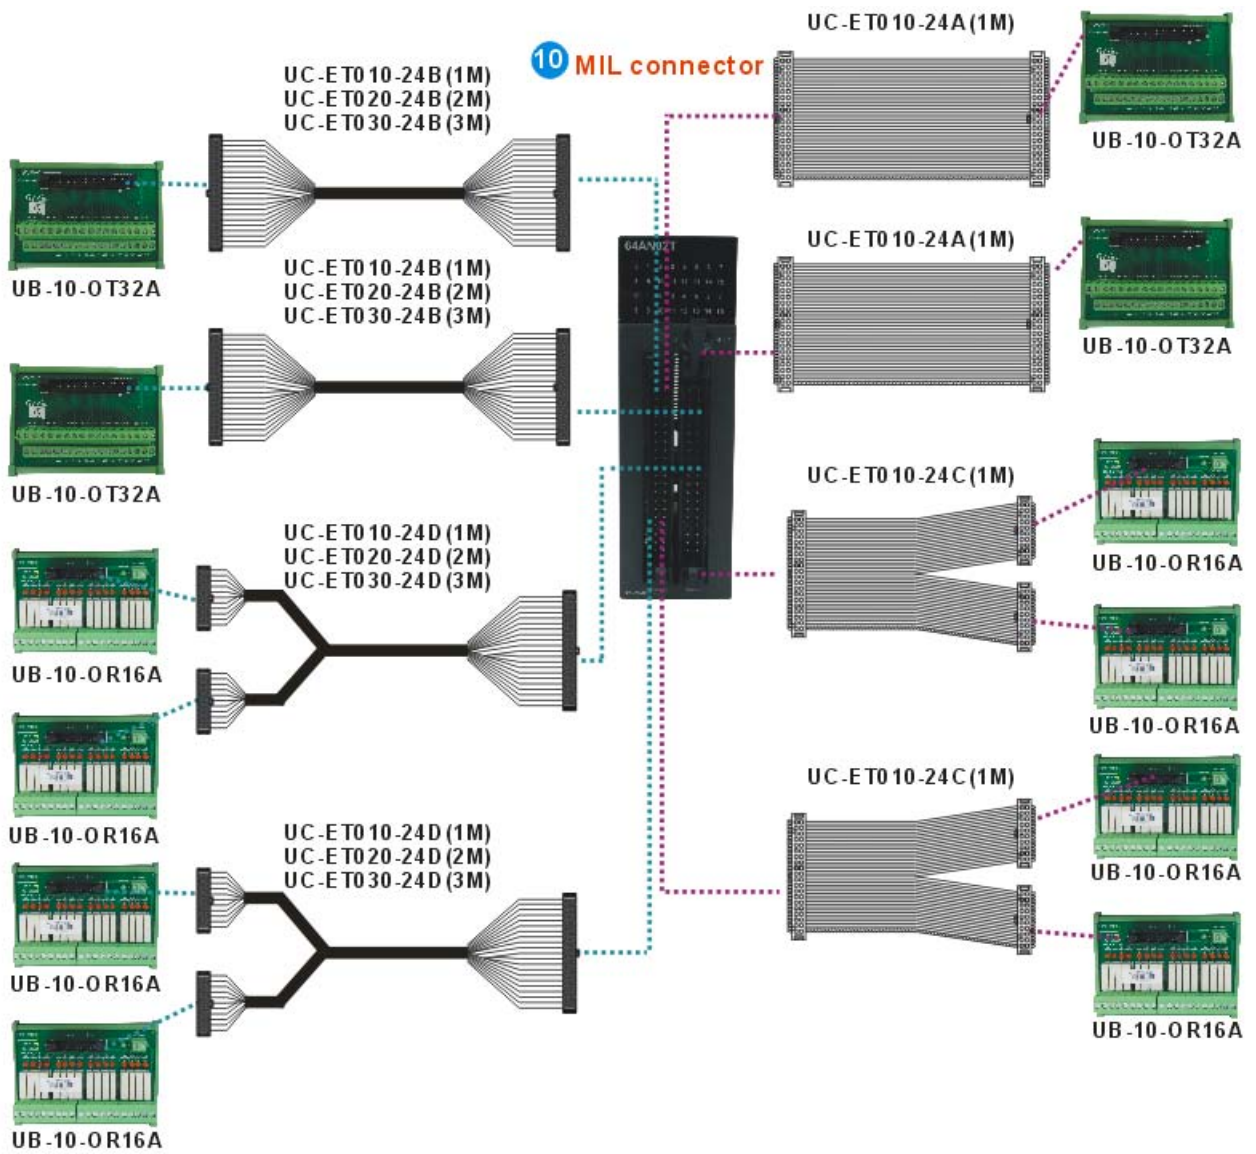 UC-ET010-24A(1M)
10 MIL connector
UC-ET010-24B(1M)
UC-ET020-24B(2M)
UC-ET030-24B(3M)
UB-10-OT32A
UB-10-OT32A
64AN02T
UC-ET010-24A(1M)
UC-ET010-24B(1M)
UC-ET020-24B(2M)
UC-ET030-24B(3M)
UB-10-OT32A
UB-10-OT32A
UC-ET010-24C(1M)
UB-10-OR16A
UC-ET010-24D(1M)
UC-ET020-24D(2M)
UC-ET030-24D(3M)
UB-10-OR16A
UB-10-OR16A
UB-10-OR16A
UC-ET010-24C(1M)
UB-10-OR16A
UC-ET010-24D(1M)
UC-ET020-24D(2M)
UC-ET030-24D(3M)
UB-10-OR16A
UB-10-OR16A
UB-10-OR16A